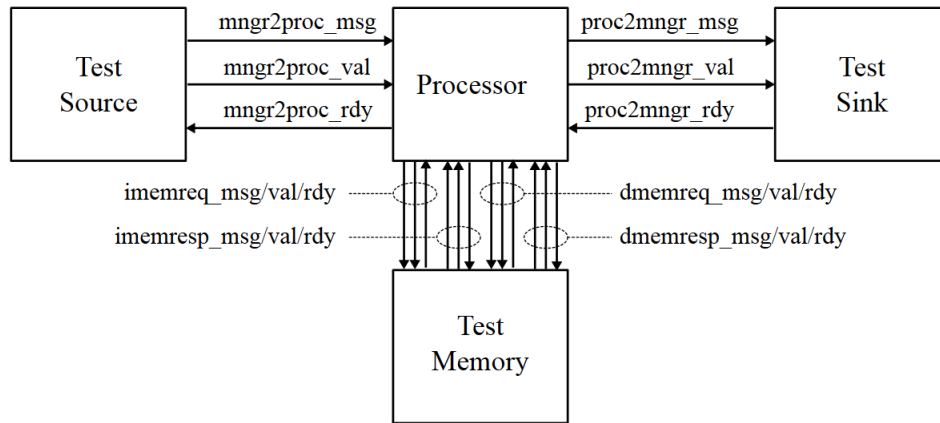 Test
Source
mngr2proc_msg
mngr2proc_val
mngr2proc_rdy
Processor
proc2mngr_msg
proc2mngr_val
proc2mngr_rdy
Test
Sink
imemreq_msg/val/rdy
imemresp_msg/val/rdy
dmemreq_msg/val/rdy
dmemresp_msg/val/rdy
Test
Memory